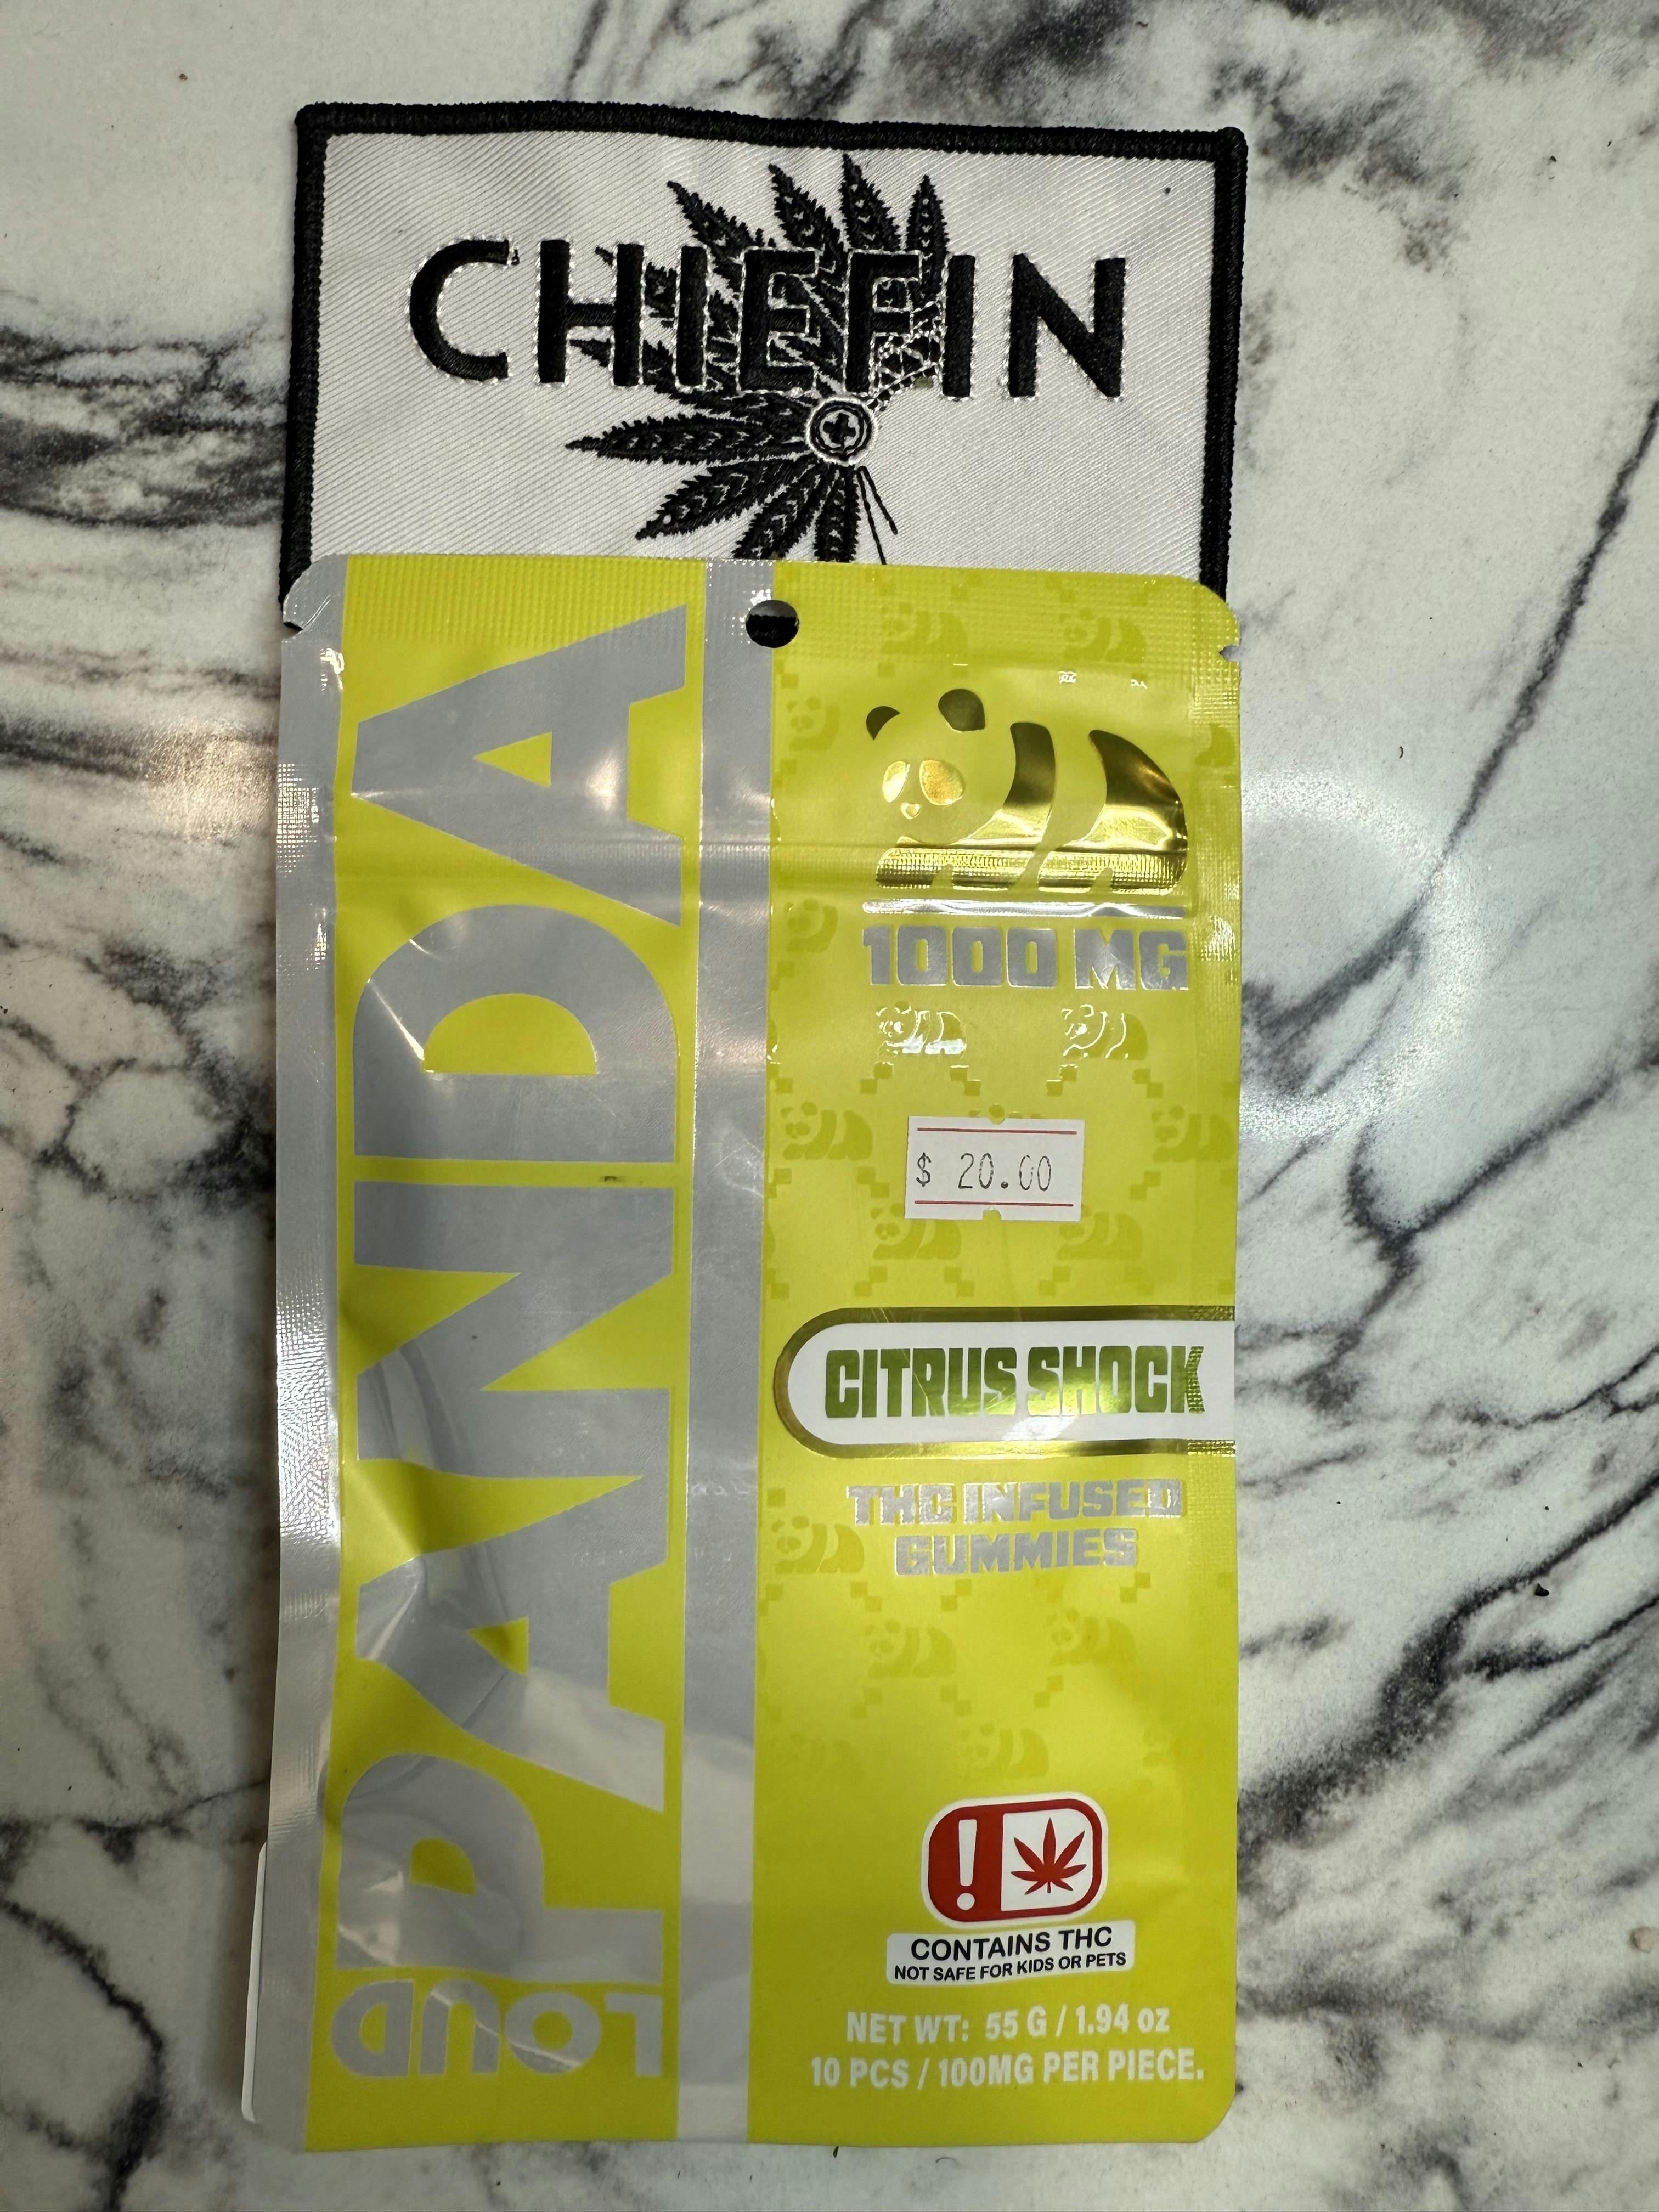 CHIEFIN
PANDA
LOUD
1000 MG
$ 20.00
CITRUS SHOCK
THC INFUSED
GUMMIES
!
CONTAINS THC
NOT SAFE FOR KIDS OR PETS
NET WT: 55 G / 1.94 oz
10 PCS / 100MG PER PIECE.